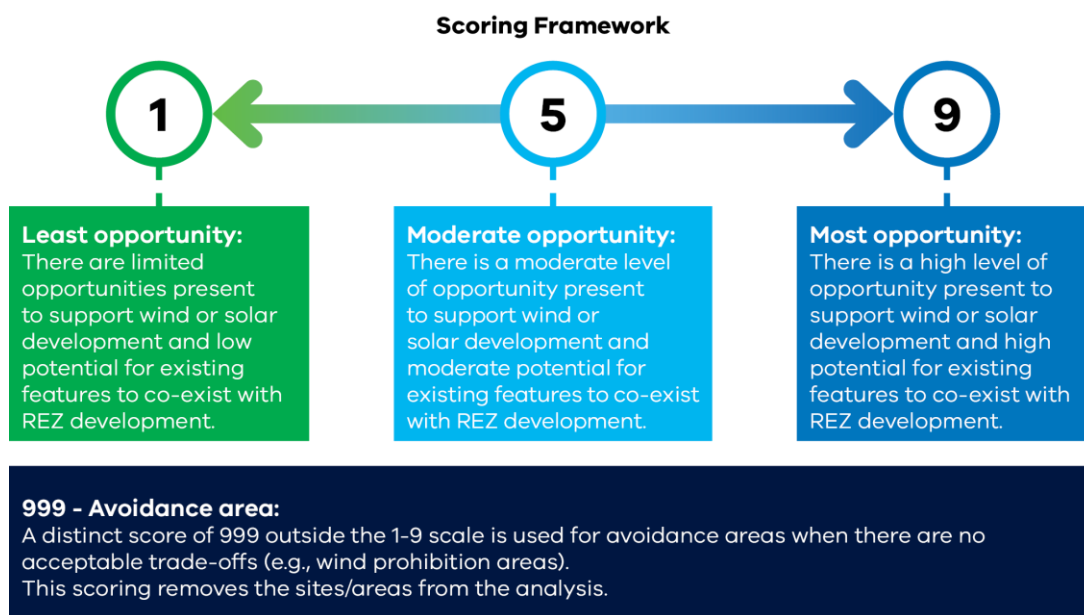 Scoring Framework
1
5
9
Least opportunity:
There are limited
opportunities present
to support wind or solar
development and low
potential for existing
features to co-exist with
REZ development.
Moderate opportunity:
There is a moderate level
of opportunity present
to support wind or
solar development and
moderate potential for
existing features to co-exist
with REZ development.
Most opportunity:
There is a high level of
opportunity present to
support wind or solar
development and high
potential for existing
features to co-exist with
REZ development.
999 - Avoidance area:
A distinct score of 999 outside the 1-9 scale is used for avoidance areas when there are no
acceptable trade-offs (e.g., wind prohibition areas).
This scoring removes the sites/areas from the analysis.